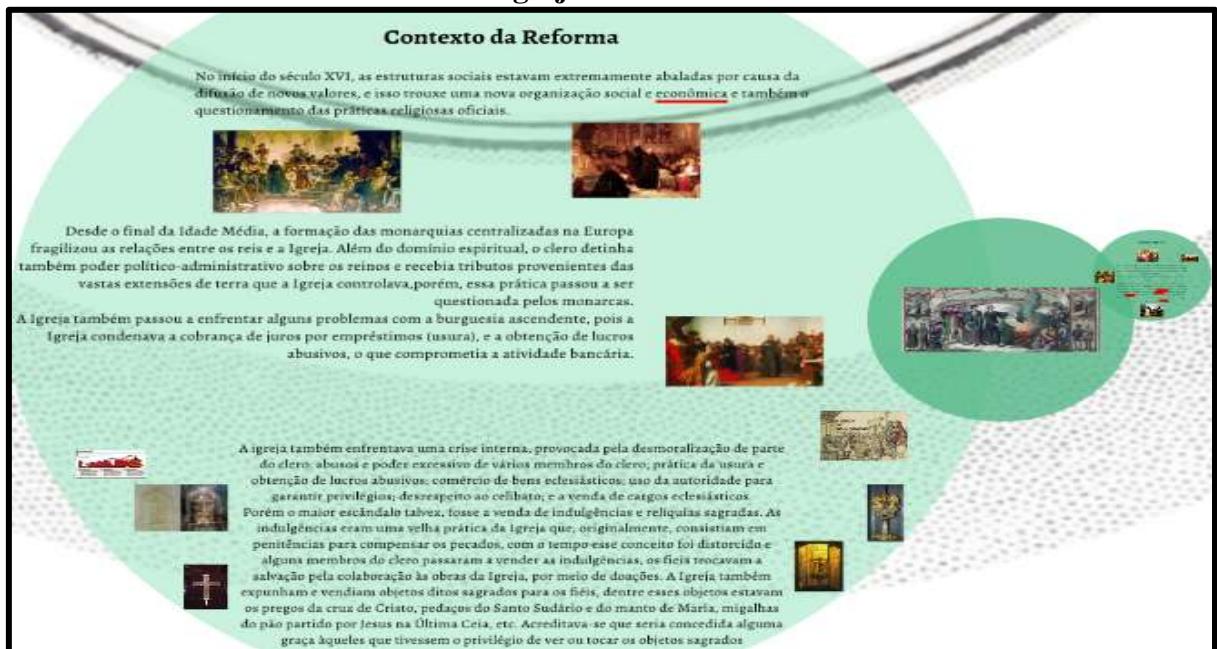 Contexto da Reforma
No início do século XVI, as estruturas sociais estavam extremamente abaladas por causa da
difusão de novos valores, e isso trouxe uma nova organização social e econômica e também o
questionamento das práticas religiosas oficiais.
Desde o final da Idade Média, a formação das monarquias centralizadas na Europa
fragilizou as relações entre os reis e a Igreja. Além do domínio espiritual, o clero detinha
também poder político-administrativo sobre os reinos e recebia tributos provenientes das
vastas extensões de terra que a Igreja controlava,porém, essa prática passou a ser
questionada pelos monarcas.
A Igreja também passou a enfrentar alguns problemas com a burguesia ascendente, pois a
Igreja condenava a cobrança de juros por empréstimos (usura), e a obtenção de lucros
abusivos, o que comprometia a atividade bancária.
A igreja também enfrentava uma crise interna, provocada pela desmoralização de parte
do clero: abusos e poder excessivo de vários membros do clero; prática da usura e
obtenção de lucros abusivos; comércio de bens eclesiásticos; uso da autoridade para
garantir privilégios; desrespeito ao celibato; e a venda de cargos eclesiásticos.
Porém o maior escândalo talvez, fosse a venda de indulgências e relíquias sagradas. As
indulgências eram uma velha prática da Igreja que, originalmente, consistiam em
penitências para compensar os pecados, com o tempo esse conceito foi distorcido e
alguns membros do clero passaram a vender as indulgências, os fieis trocavam a
salvação pela colaboração às obras da Igreja, por meio de doações. A Igreja também
expunham e vendiam objetos ditos sagrados para os fiéis, dentre esses objetos estavam
os pregos da cruz de Cristo, pedaços do Santo Sudário e do manto de Maria, migalhas
do pão partido por Jesus na Última Ceia, etc. Acreditava-se que seria concedida alguma
graça àqueles que tivessem o privilégio de ver ou tocar os objetos sagrados